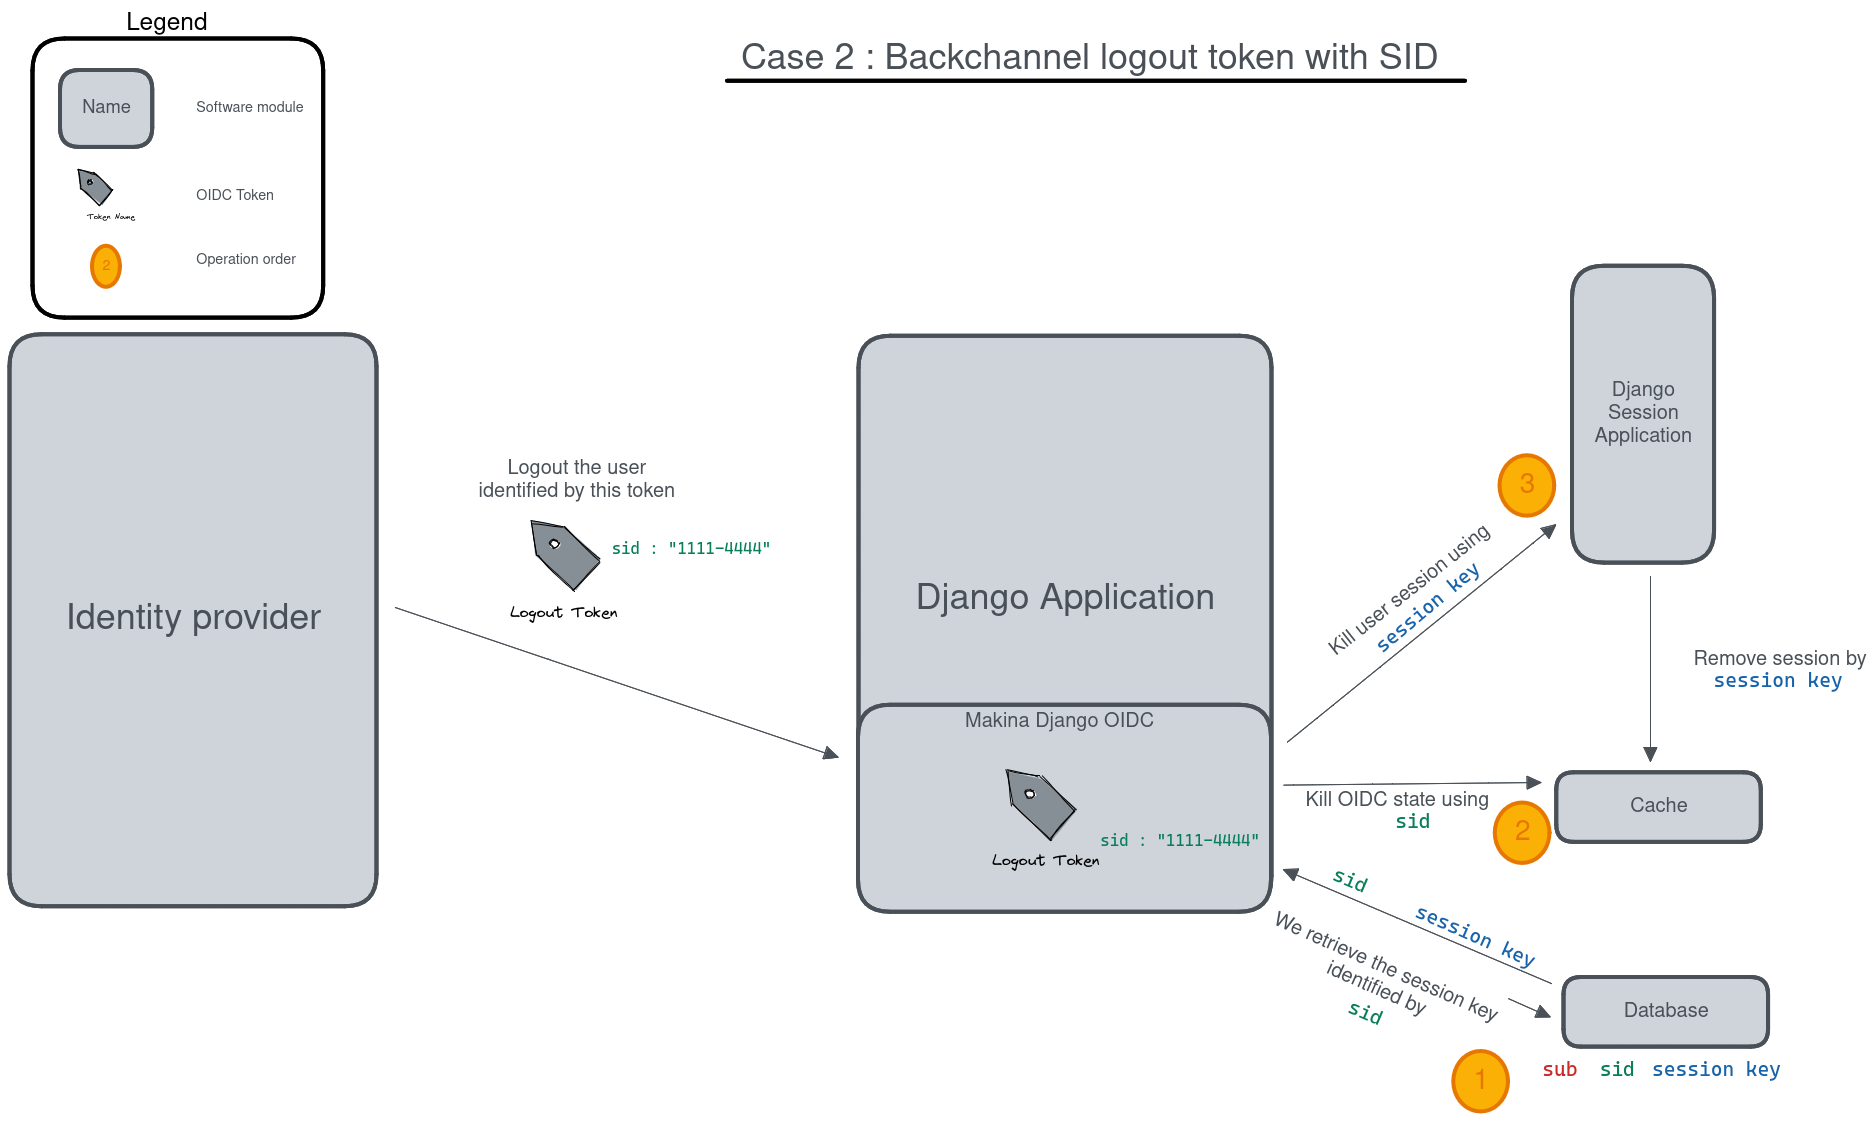 Legend
Name
Software module
Token Name
OIDC Token
2
Operation order
Case 2 : Backchannel logout token with SID
Identity provider
Logout the user
identified by this token
sid : "1111-4444"
Logout Token
Django Application
Makina Django OIDC
sid : "1111-4444"
Logout Token
Django
Session
Application
3
Kill user session using
session key
Remove session by
session key
Cache
Kill OIDC state using
sid
2
sid
session key
We retrieve the session key
identified by
sid
Database
1
sub sid session key